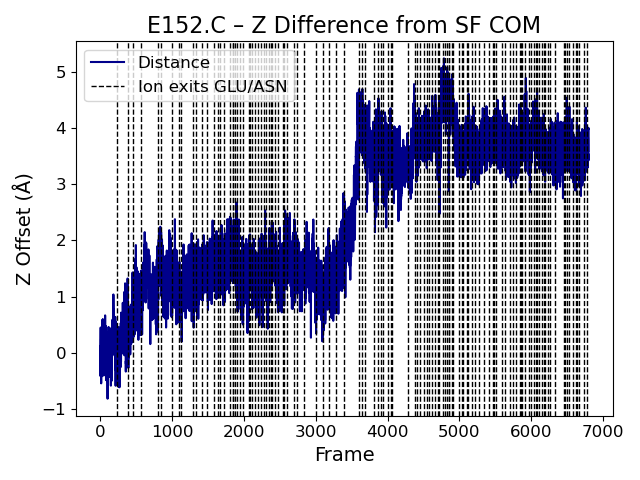 E152.C – Z Difference from SF COM
Distance
Ion exits GLU/ASN
Z Offset (Å)
5
4
3
2
1
0
−1
0 1000 2000 3000 4000 5000 6000 7000
Frame